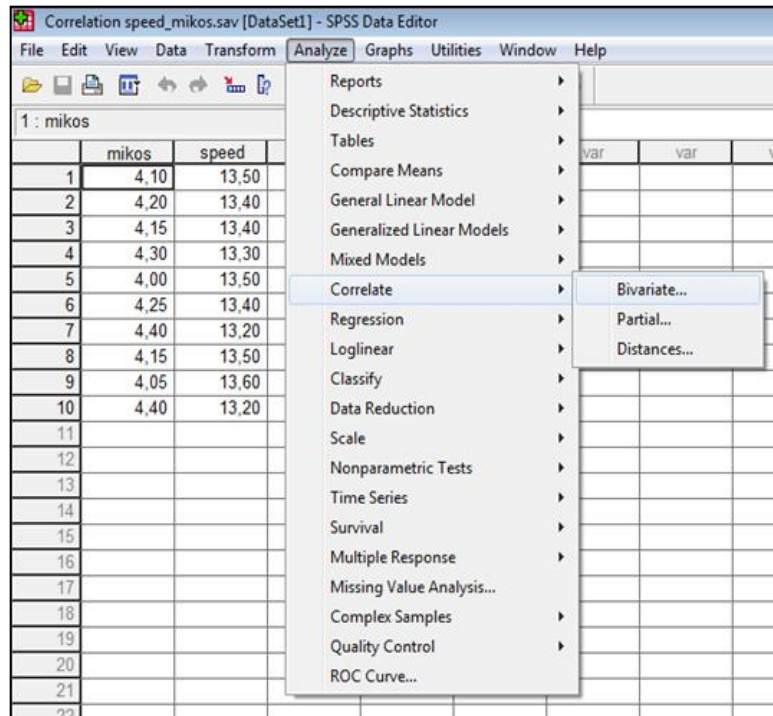 Correlation speed_mikos.sav [DataSet1] - SPSS Data Editor
File Edit View Data Transform Analyze Graphs Utilities Window Help
1 : mikos
mikos speed var var
1 4,10 13,50
2 4,20 13,40
3 4,15 13,40
4 4,30 13,30
5 4,00 13,50
6 4,25 13,40
7 4,40 13,20
8 4,15 13,50
9 4,05 13,60
10 4,40 13,20
11
12
13
14
15
16
17
18
19
20
21
22
Reports
Descriptive Statistics
Tables
Compare Means
General Linear Model
Generalized Linear Models
Mixed Models
Correlate
Regression
Loglinear
Classify
Data Reduction
Scale
Nonparametric Tests
Time Series
Survival
Multiple Response
Missing Value Analysis...
Complex Samples
Quality Control
ROC Curve...
Bivariate...
Partial...
Distances...